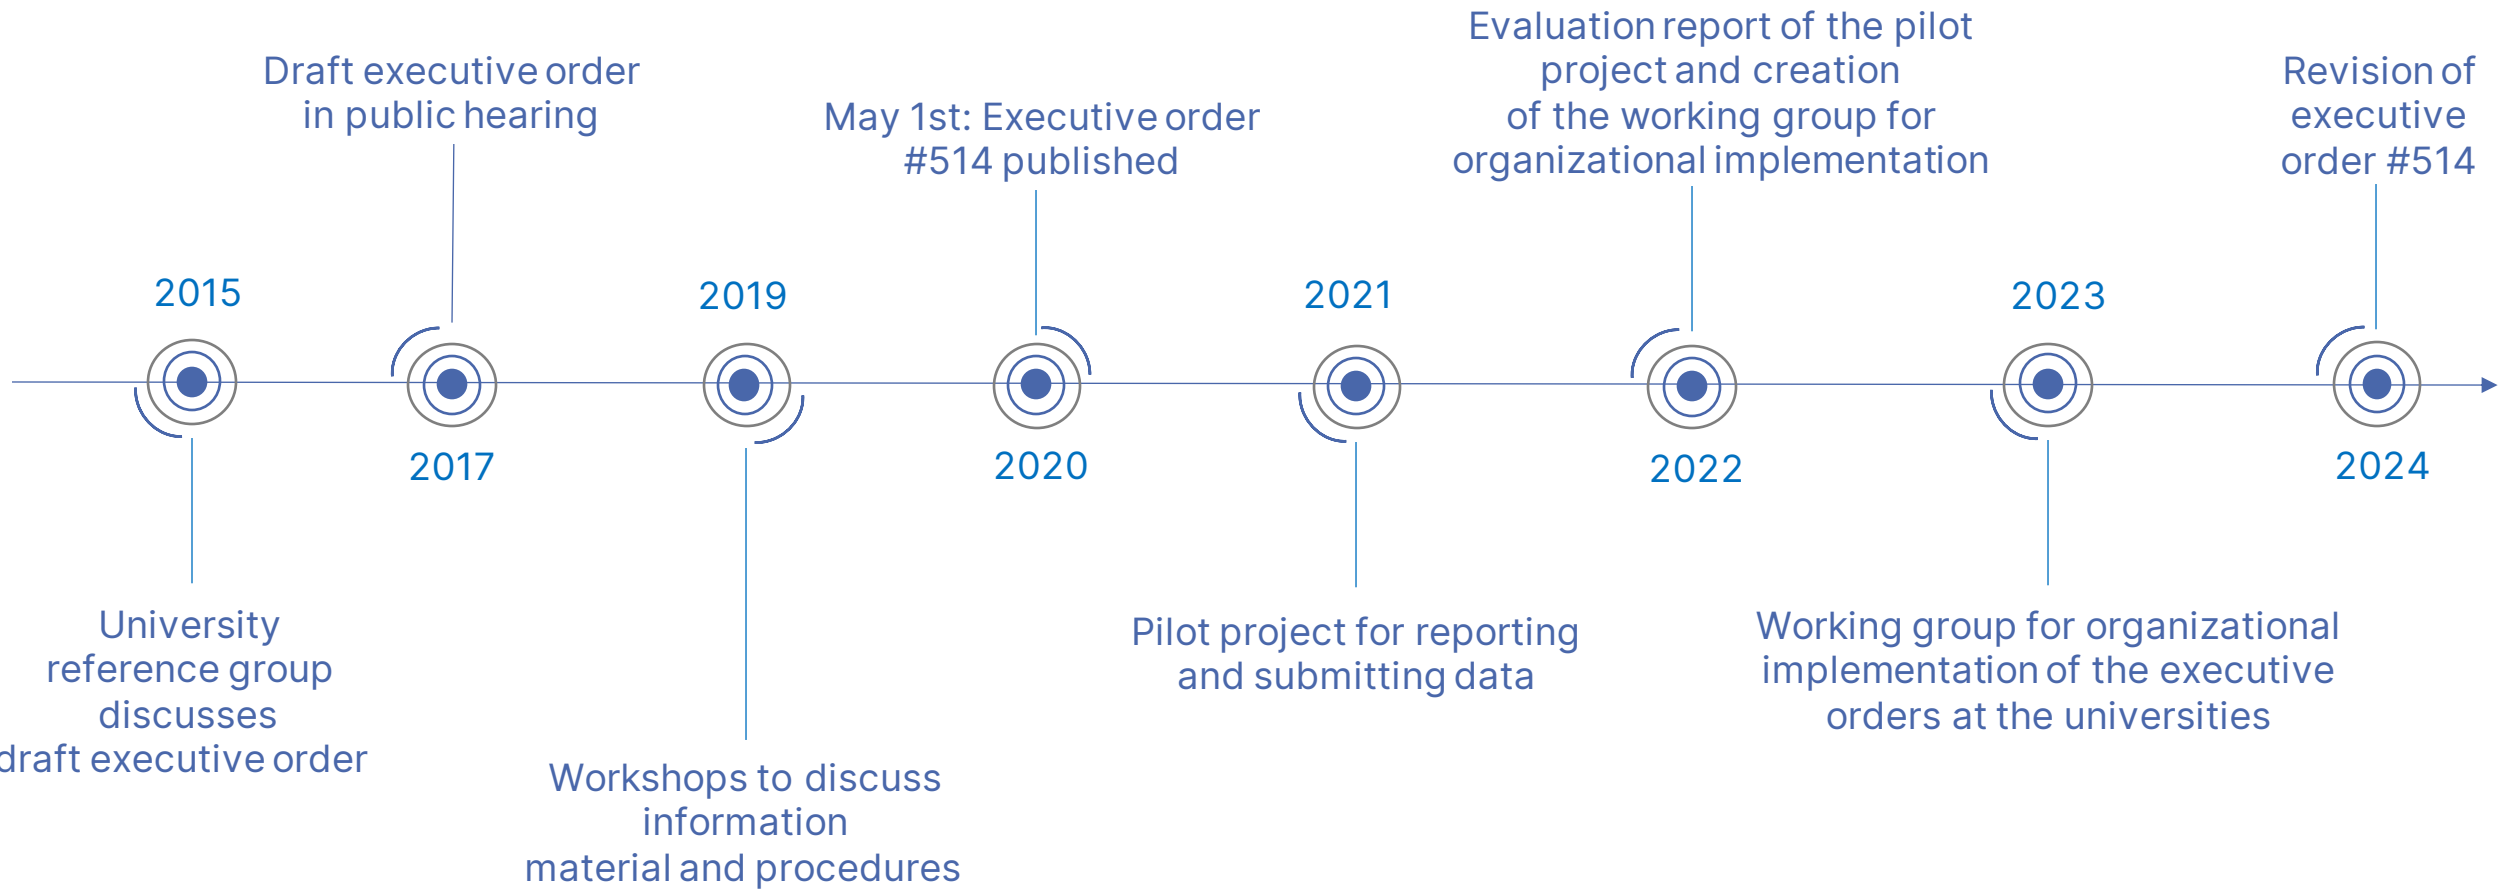 2015
University
reference group
discusses
draft executive order
Draft executive order
in public hearing
2017
2019
Workshops to discuss
information
material and procedures
May 1st: Executive order
#514 published
2020
2021
Pilot project for reporting
and submitting data
Evaluation report of the pilot
project and creation
of the working group for
organizational implementation
2022
2023
Working group for organizational
implementation of the executive
orders at the universities
Revision of
executive
order #514
2024